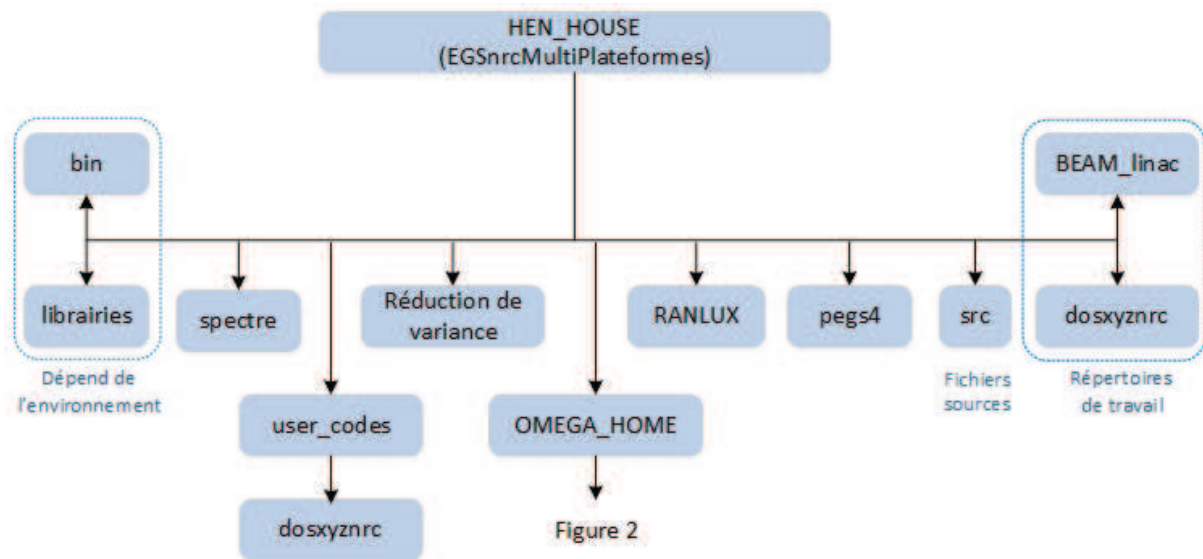 HEN_HOUSE
(EGSnrcMultiPlateformes)
bin
BEAM_linac
librairies
spectre
Réduction de
variance
RANLUX
pegs4
src
dosxyznrc
Dépend de
l'environnement
Fichiers
sources
Répertoires
de travail
user_codes
OMEGA_HOME
dosxyznrc
Figure 2